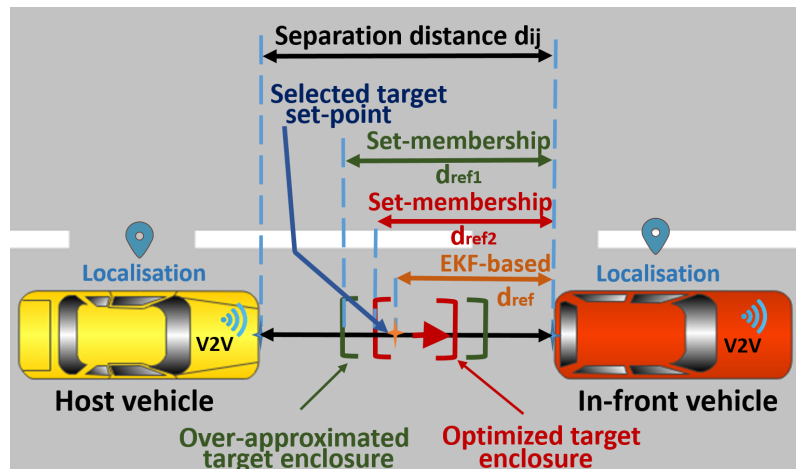 Separation distance dij
Selected target
set-point
Set-membership
dref1
Set-membership
dref2
EKF-based
dref
Localisation
Localisation
V2V
V2V
Host vehicle
In-front vehicle
Over-approximated
target enclosure
Optimized target
enclosure